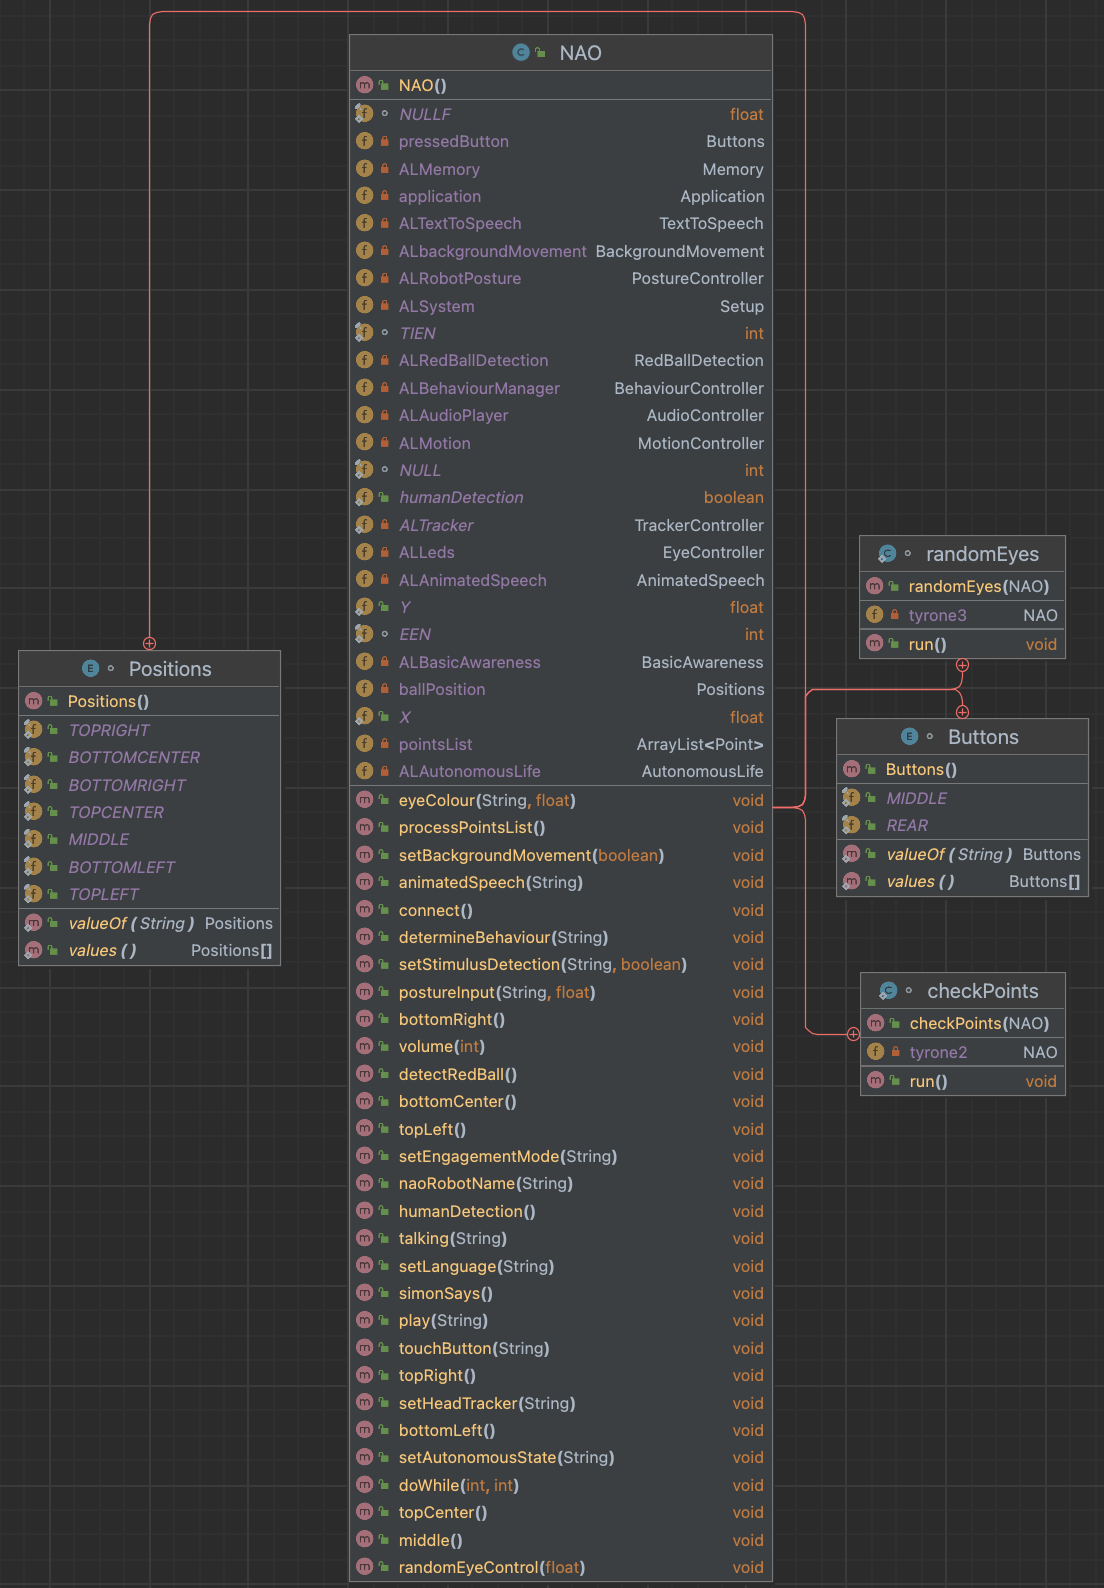 NAO
NAO()
NULLF float
pressedButton Buttons
ALMemory Memory
application Application
ALTextToSpeech TextToSpeech
ALbackgroundMovement BackgroundMovement
ALRobotPosture PostureController
ALSystem Setup
TIEN int
ALRedBallDetection RedBallDetection
ALBehaviourManager BehaviourController
ALAudioPlayer AudioController
ALMotion MotionController
NULL int
humanDetection boolean
ALTracker TrackerController
ALLeds EyeController
ALAnimatedSpeech AnimatedSpeech
Y float
EEN int
ALBasicAwareness BasicAwareness
ballPosition Positions
X float
pointsList ArrayList<Point>
ALAutonomousLife AutonomousLife
eyeColour(String, float) void
processPointsList() void
setBackgroundMovement(boolean) void
animatedSpeech(String) void
connect() void
determineBehaviour(String) void
setStimulusDetection(String, boolean) void
postureInput(String, float) void
bottomRight() void
volume(int) void
detectRedBall() void
bottomCenter() void
topLeft() void
setEngagementMode(String) void
naoRobotName(String) void
humanDetection() void
talking(String) void
setLanguage(String) void
simonSays() void
play(String) void
touchButton(String) void
topRight() void
setHeadTracker(String) void
bottomLeft() void
setAutonomousState(String) void
doWhile(int, int) void
topCenter() void
middle() void
randomEyeControl(float) void
Positions
Positions()
TOPRIGHT
BOTTOMCENTER
BOTTOMRIGHT
TOPCENTER
MIDDLE
BOTTOMLEFT
TOPLEFT
valueOf(String) Positions
values() Positions[]
randomEyes
randomEyes(NAO)
tyrone3 NAO
run() void
Buttons
Buttons()
MIDDLE
REAR
valueOf(String) Buttons
values() Buttons[]
checkPoints
checkPoints(NAO)
tyrone2 NAO
run() void